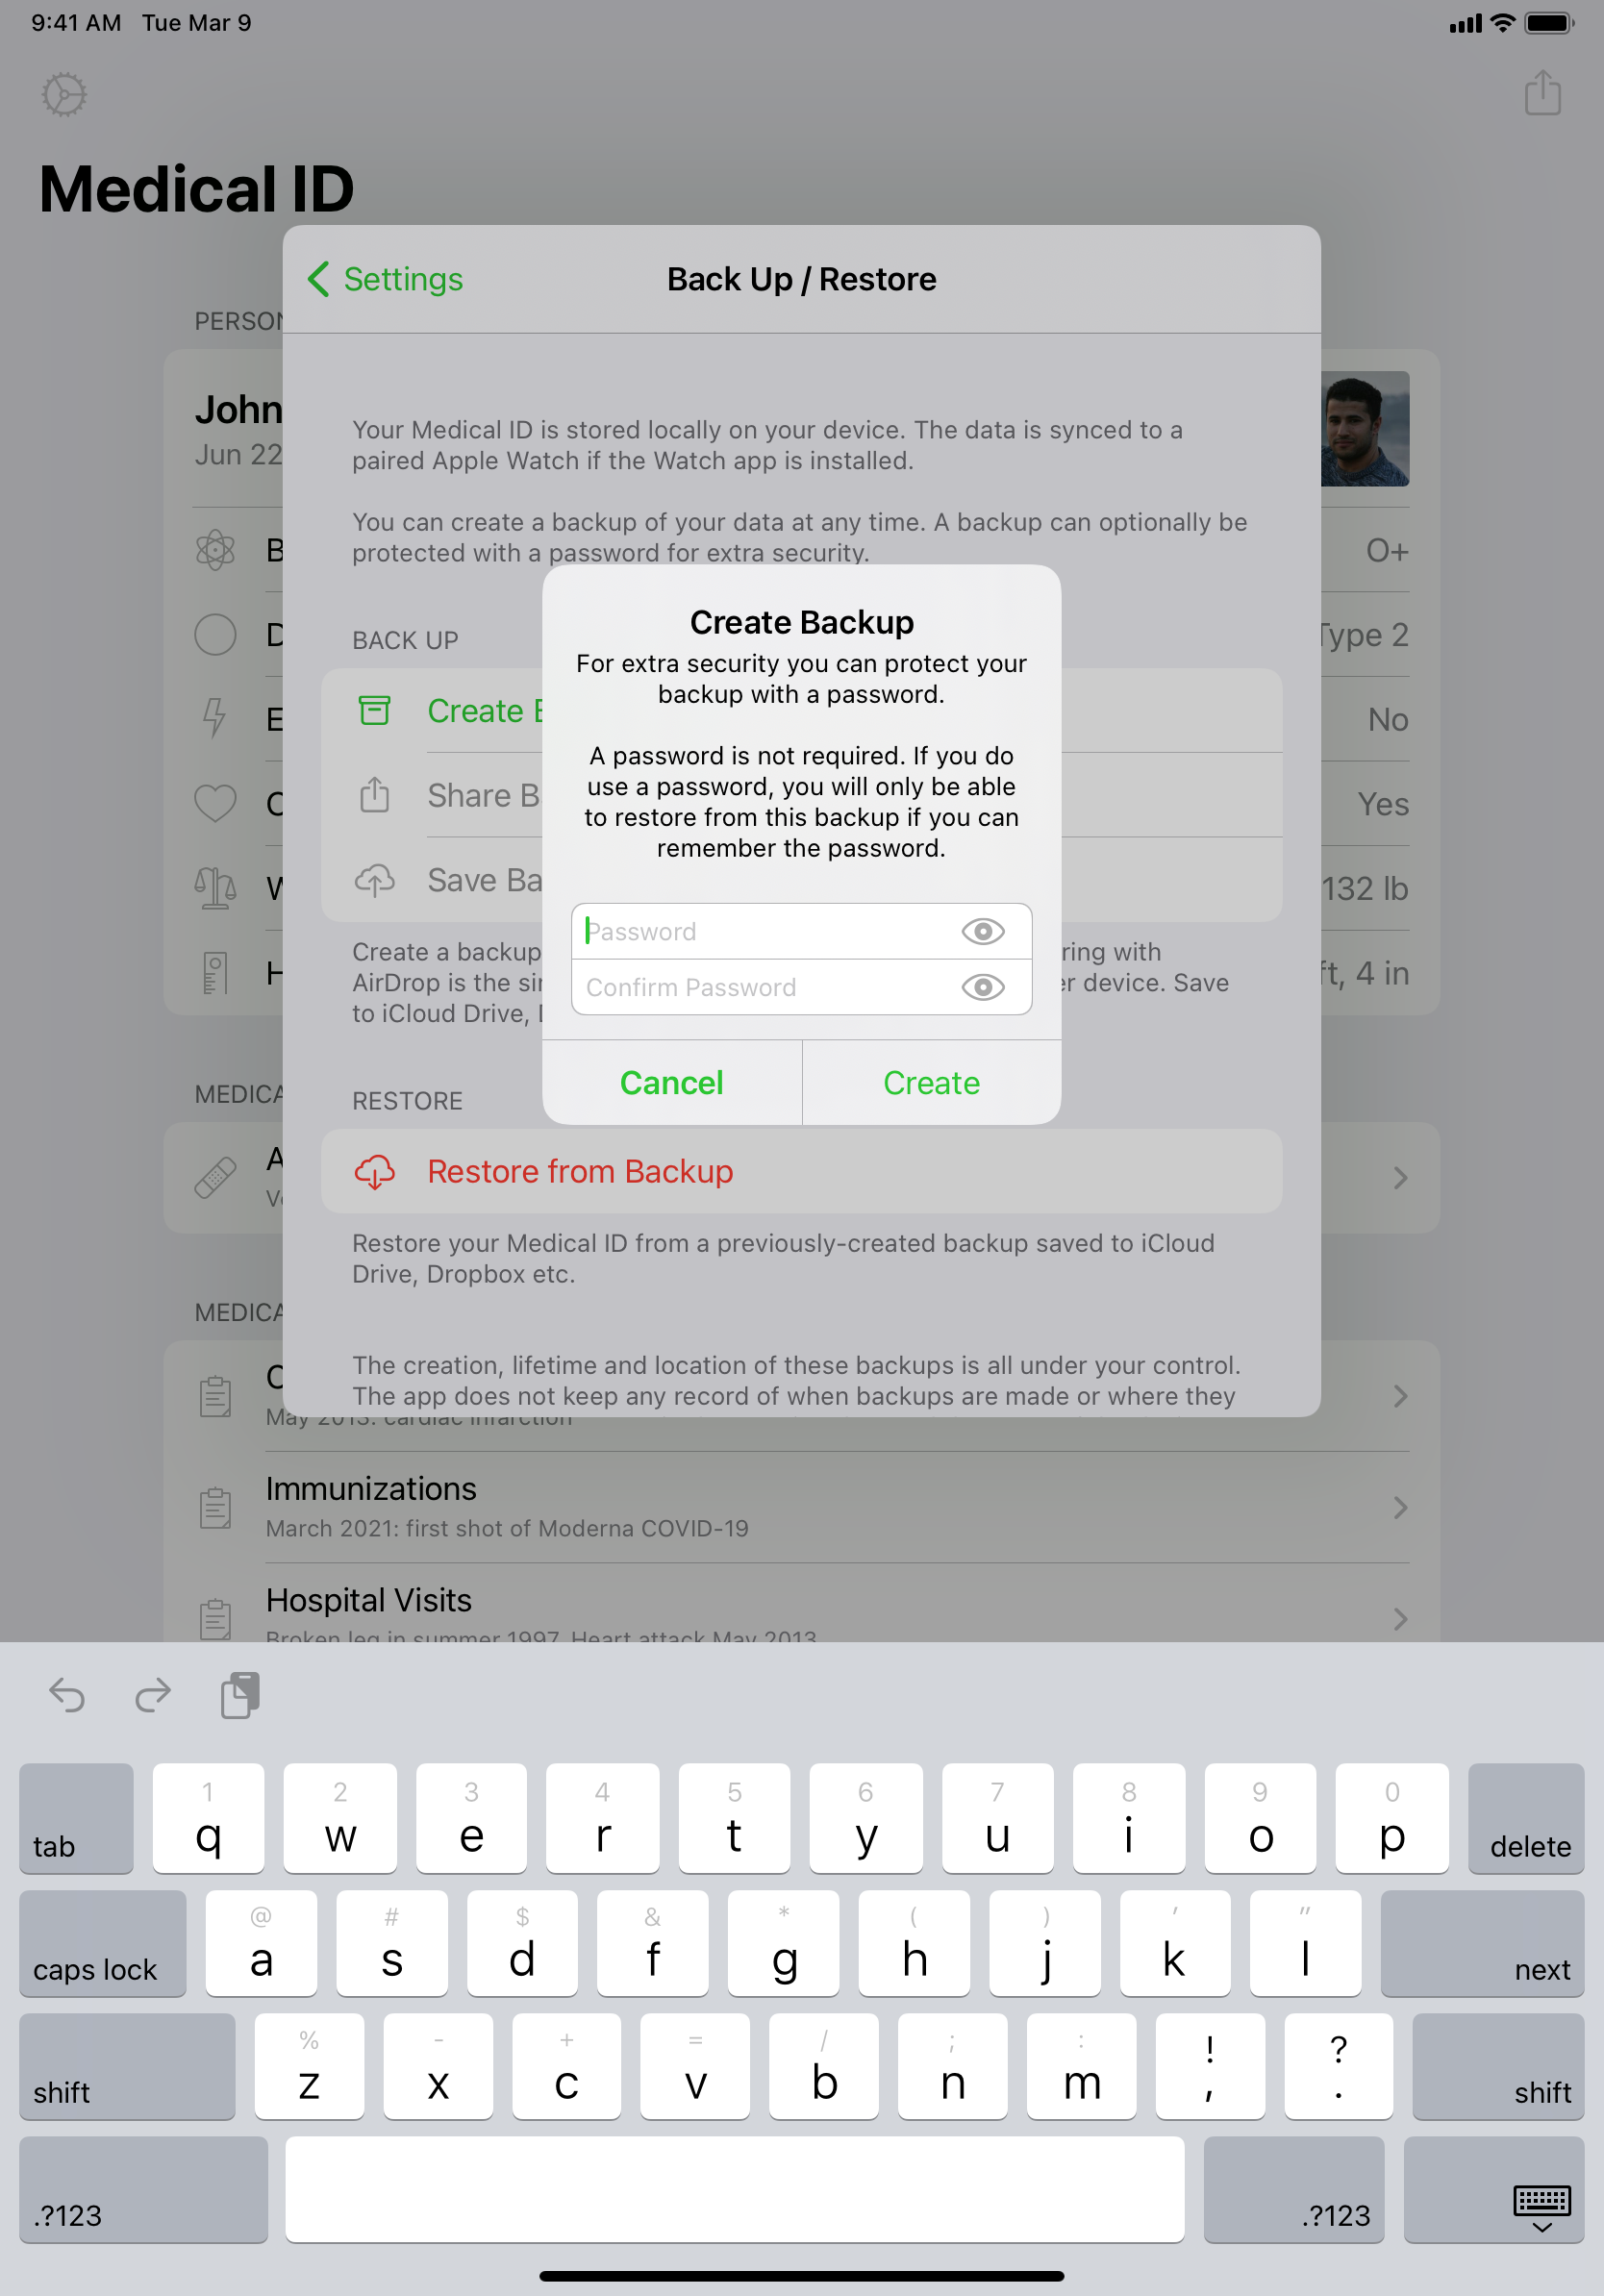 9:41 AM Tue Mar 9
Medical ID
Settings
Back Up / Restore
John
Jun 22
O+
Type 2
No
Yes
132 lb
ft, 4 in
Your Medical ID is stored locally on your device. The data is synced to a
paired Apple Watch if the Watch app is installed.
You can create a backup of your data at any time. A backup can optionally be
protected with a password for extra security.
BACK UP
Create
Share
Save
Create a backup
ring with
AirDrop is the
device. Save
to iCloud Drive,
Create Backup
For extra security you can protect your
backup with a password.
A password is not required. If you do
use a password, you will only be able
to restore from this backup if you can
remember the password.
Password
Confirm Password
Cancel
Create
RESTORE
Restore from Backup
Restore your Medical ID from a previously-created backup saved to iCloud
Drive, Dropbox etc.
The creation, lifetime and location of these backups is all under your control.
The app does not keep any record of when backups are made or where they
May 2013: cardiac infarction
Immunizations
March 2021: first shot of Moderna COVID-19
Hospital Visits
Broken leg in summer 1997. Heart attack May 2013
tab
1 2 3 4 5 6 7 8 9 0
q w e r t y u i o p
delete
caps lock
@ # $ & * ( ) ' "
a s d f g h j k l
next
shift
% - + = / ; : ! ?
z x c v b n m , .
shift
.?123
.?123